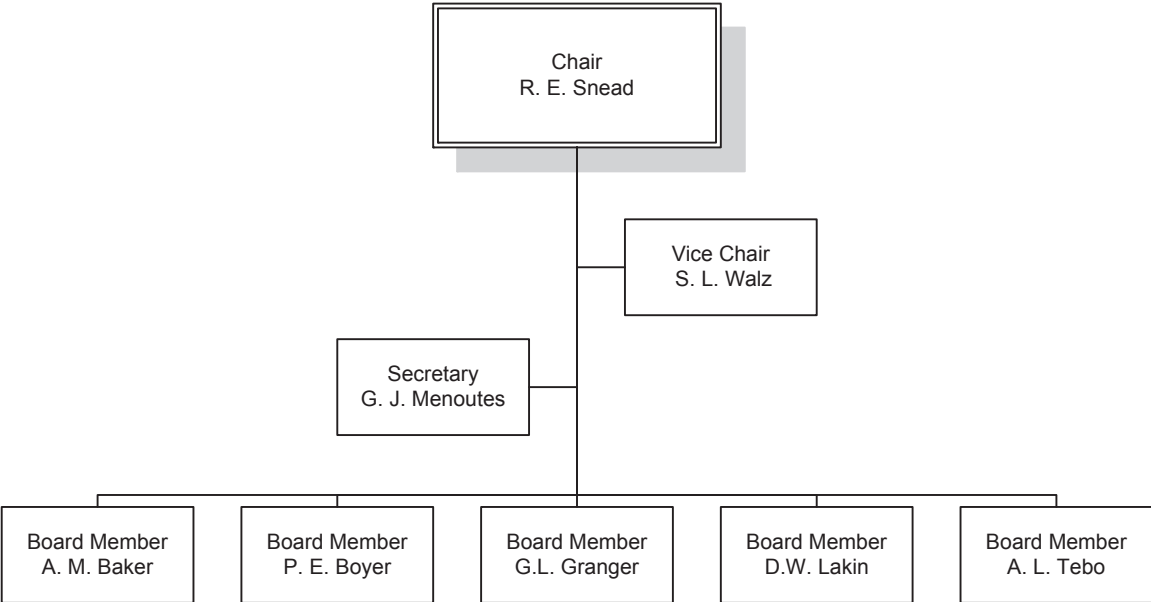 Chair
R. E. Snead
Vice Chair
S. L. Walz
Secretary
G. J. Menoutes
Board Member
A. M. Baker
Board Member
P. E. Boyer
Board Member
G.L. Granger
Board Member
D.W. Lakin
Board Member
A. L. Tebo